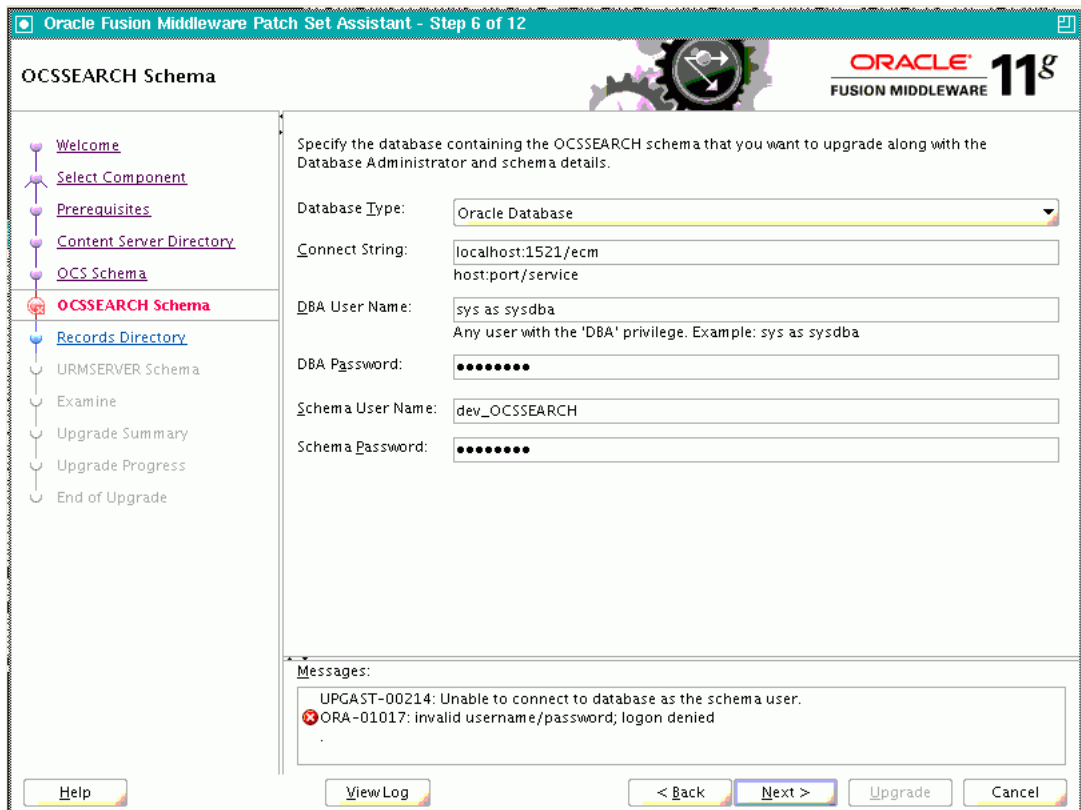 Oracle Fusion Middleware Patch Set Assistant - Step 6 of 12
OCSSEARCH Schema
ORACLE
FUSION MIDDLEWARE
11g
Welcome
Select Component
Prerequisites
Content Server Directory
OCS Schema
OCSSEARCH Schema
Records Directory
URMSERVER Schema
Examine
Upgrade Summary
Upgrade Progress
End of Upgrade
Specify the database containing the OCSSEARCH schema that you want to upgrade along with the
Database Administrator and schema details.
Database Type: Oracle Database
Connect String: localhost:1521/ecm
host:port/service
DBA User Name: sys as sysdba
Any user with the 'DBA' privilege. Example: sys as sysdba
DBA Password: ●●●●●●●●
Schema User Name: dev_OCSSEARCH
Schema Password: ●●●●●●●●
Messages:
UPGAST-00214: Unable to connect to database as the schema user.
ORA-01017: invalid username/password; logon denied
.
Help View Log < Back Next > Upgrade Cancel